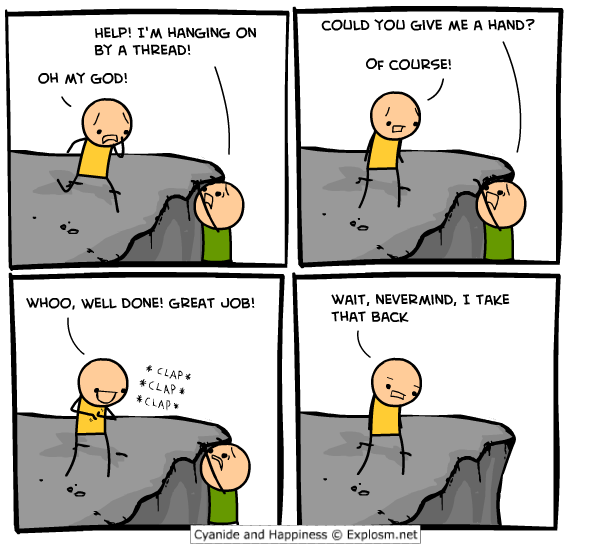 HELP! I'M HANGING ON
BY A THREAD!
OH MY GOD!
COULD YOU GIVE ME A HAND?
OF COURSE!
WHOO, WELL DONE! GREAT JOB!
* CLAP *
* CLAP *
* CLAP *
WAIT, NEVERMIND, I TAKE
THAT BACK
Cyanide and Happiness © Explosm.net